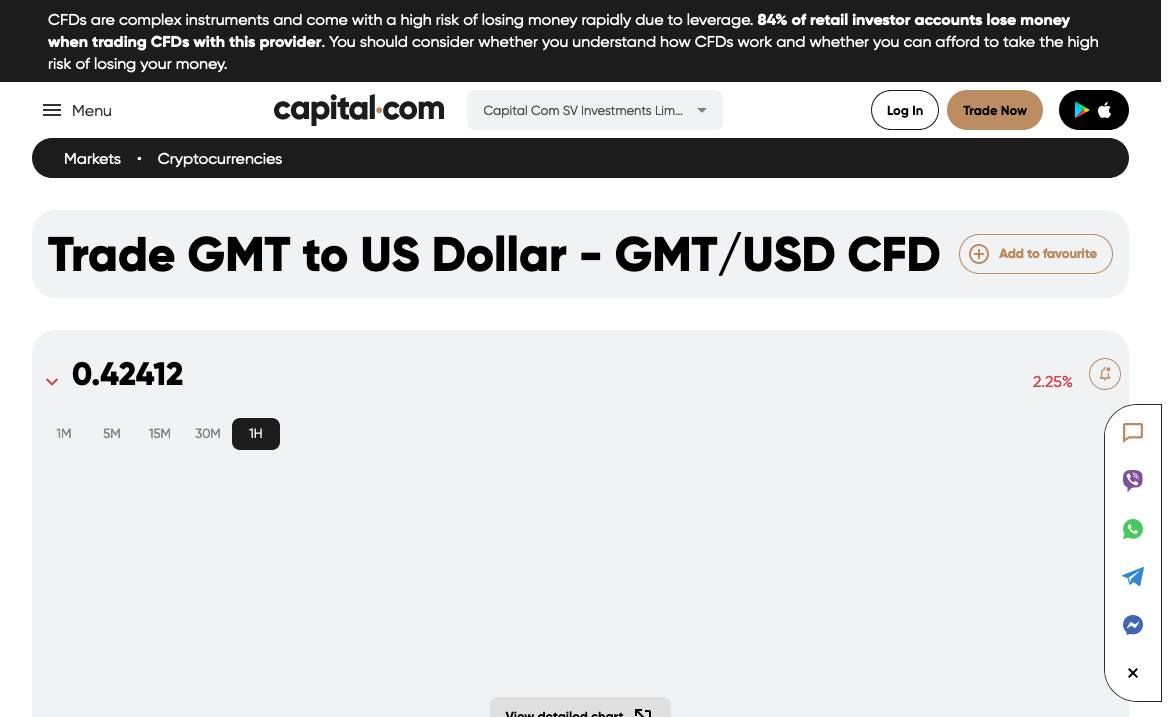 CFDs are complex instruments and come with a high risk of losing money rapidly due to leverage. 84% of retail investor accounts lose money
when trading CFDs with this provider. You should consider whether you understand how CFDs work and whether you can afford to take the high
risk of losing your money.
Menu
capital.com
Capital Com SV Investments Lim...
Log In
Trade Now
Markets • Cryptocurrencies
Trade GMT to US Dollar - GMT/USD CFD
Add to favourite
0.42412
2.25%
1M 5M 15M 30M 1H
View detailed chart